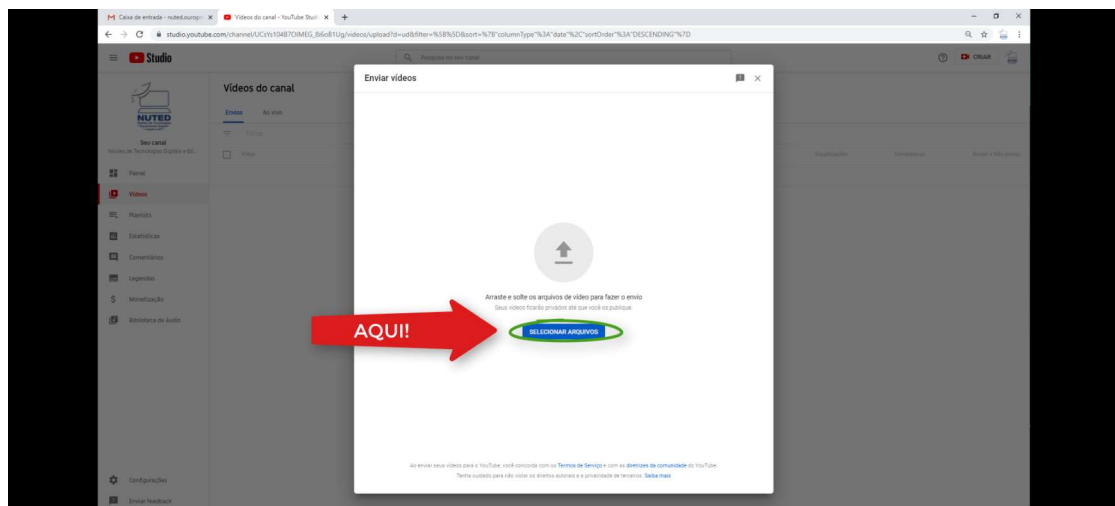 Caixa de entrada - nuted.ourop
Vídeos do canal - YouTube Studi
studio.youtube.com/channel/UCsYs104B7OIMEG_Bi6oB1Ug/videos/upload?d=ud&filter=%5B%5D&sort=%7B"columnType"%3A"date"%2C"sortOrder"%3A"DESCENDING"%7D
Studio
Pesquise no seu canal
CRIAR
Enviar vídeos
NUTED
Vídeos do canal
Envios Ao vivo
Filtrar
Seu canal
Núcleo de Tecnologias Digitais e Ed...
Vídeo
Visualizações
Comentários
Painel
Vídeos
Playlists
Estatísticas
Comentários
Legendas
Monetização
Biblioteca de áudio
Arraste e solte os arquivos de vídeo para fazer o envio
Seus vídeos ficarão privados até que você os publique.
AQUI!
SELECIONAR ARQUIVOS
Ao enviar seus vídeos para o YouTube, você concorda com os Termos de Serviço e com as diretrizes da comunidade do YouTube.
Tenha cuidado para não violar os direitos autorais e a privacidade de terceiros. Saiba mais
Configurações
Enviar feedback